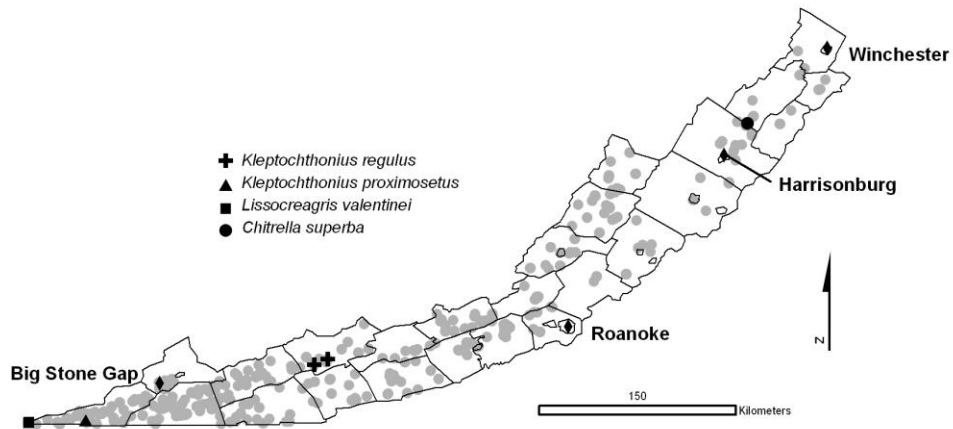 Winchester
Kleptochthonius regulus
Kleptochthonius proximosetus
Lissocreagris valentinei
Chitrella superba
Harrisonburg
Roanoke
N
Big Stone Gap
150
Kilometers